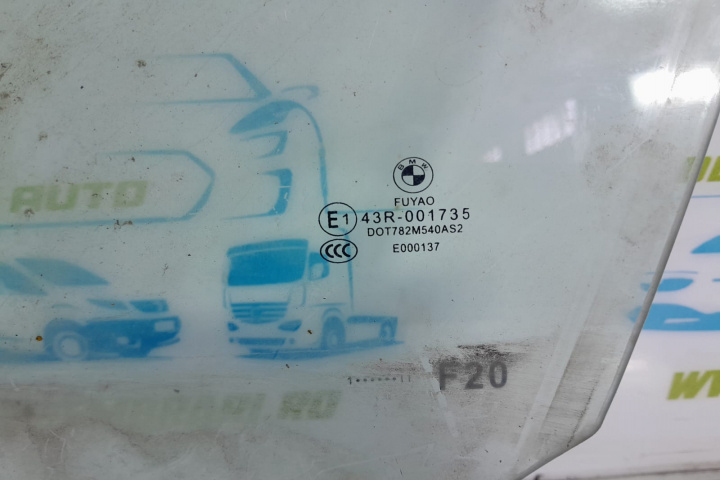 BMW
FUYAO
E1 43R-001735
DOT782M540AS2
CCC E000137
AUTO
F20